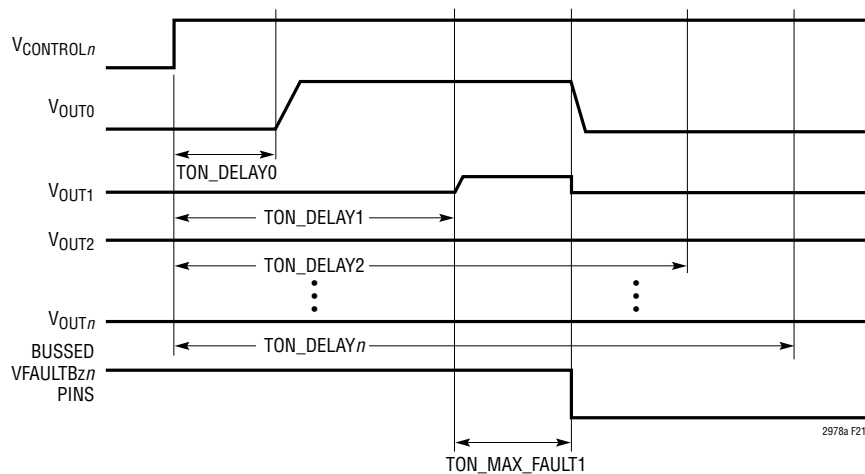 VCONTROLn
VOUT0
TON_DELAY0
VOUT1
TON_DELAY1
VOUT2
TON_DELAY2
VOUTn
TON_DELAYn
BUSSED
VFAULTBzn
PINS
2978a F21
TON_MAX_FAULT1